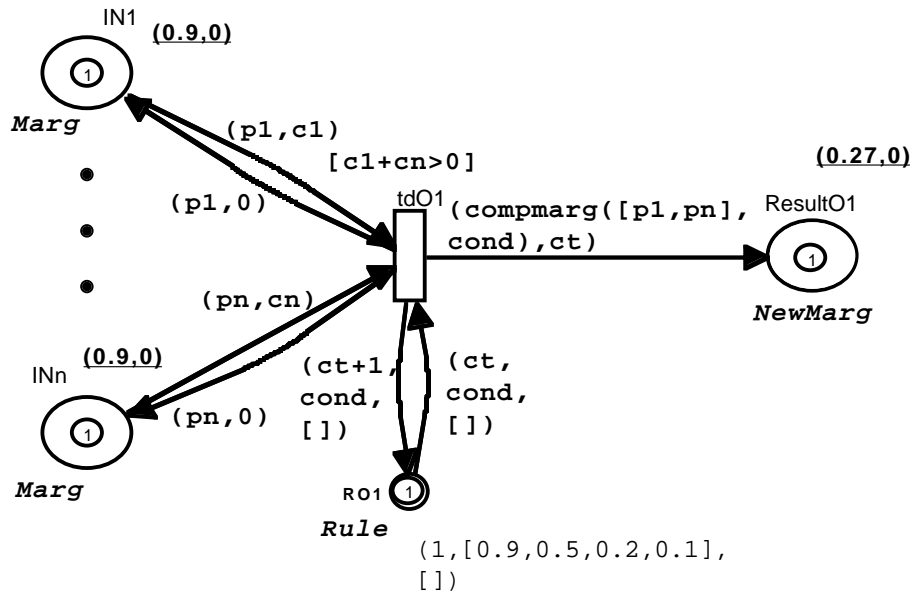 IN1
(0.9,0)
1
Marg
(p1,c1)
[c1+cn>0]
(p1,0)
tdO1
(compmarg([p1,pn],
cond),ct)
(0.27,0)
ResultO1
1
NewMarg
(pn,cn)
(0.9,0)
INn
(pn,0)
1
Marg
(ct+1,
cond,
[])
(ct,
cond,
[])
RO1
1
Rule
(1,[0.9,0.5,0.2,0.1],
[])